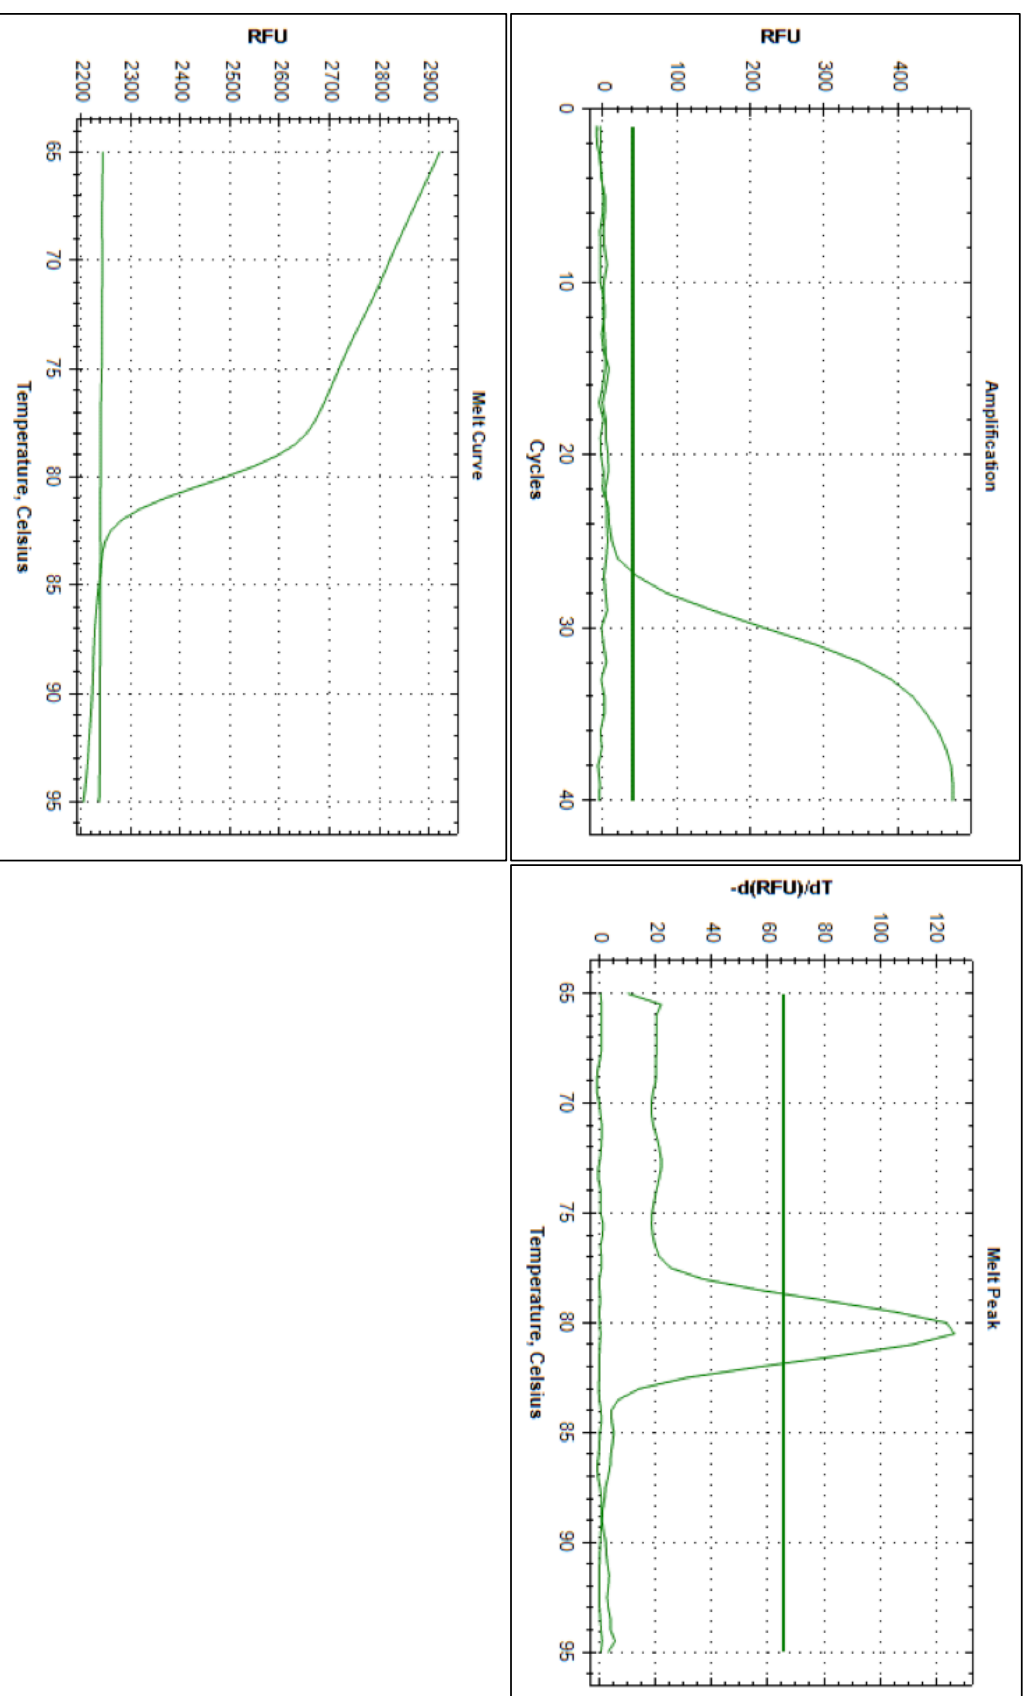 Amplification
RFU
400
300
200
100
0
0 10 20 30 40
Cycles
Melt Peak
-d(RFU)/dT
120
100
80
60
40
20
0
65 70 75 80 85 90 95
Temperature, Celsius
Melt Curve
RFU
2900
2800
2700
2600
2500
2400
2300
2200
65 70 75 80 85 90 95
Temperature, Celsius